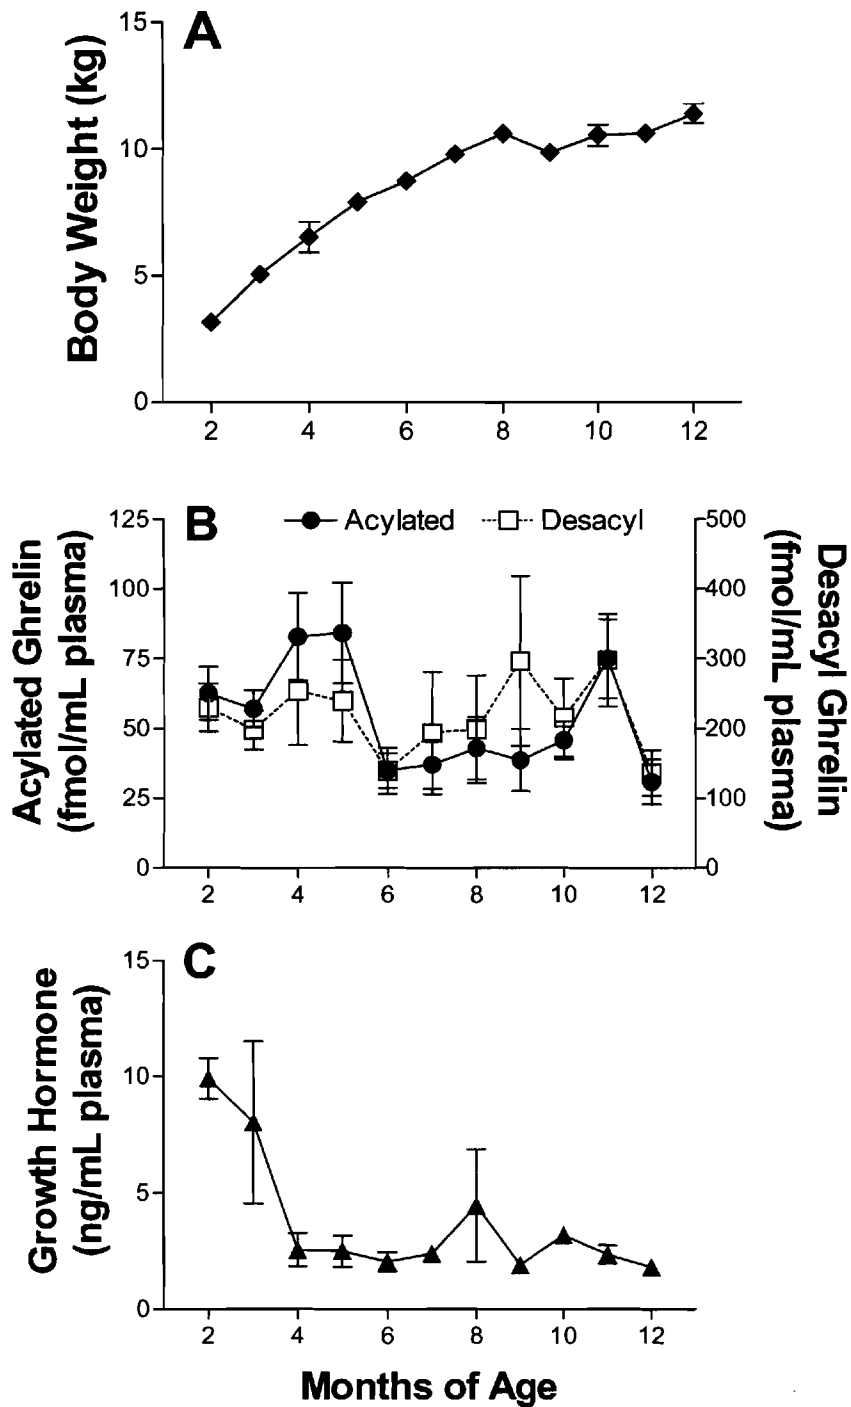 A
Body Weight (kg)
15
10
5
0
2 4 6 8 10 12
B
Acylated Desacyl
Acylated Ghrelin
(fmol/mL plasma)
125
100
75
50
25
0
500
400
300
200
100
0
Desacyl Ghrelin
(fmol/mL plasma)
2 4 6 8 10 12
C
Growth Hormone
(ng/mL plasma)
15
10
5
0
2 4 6 8 10 12
Months of Age